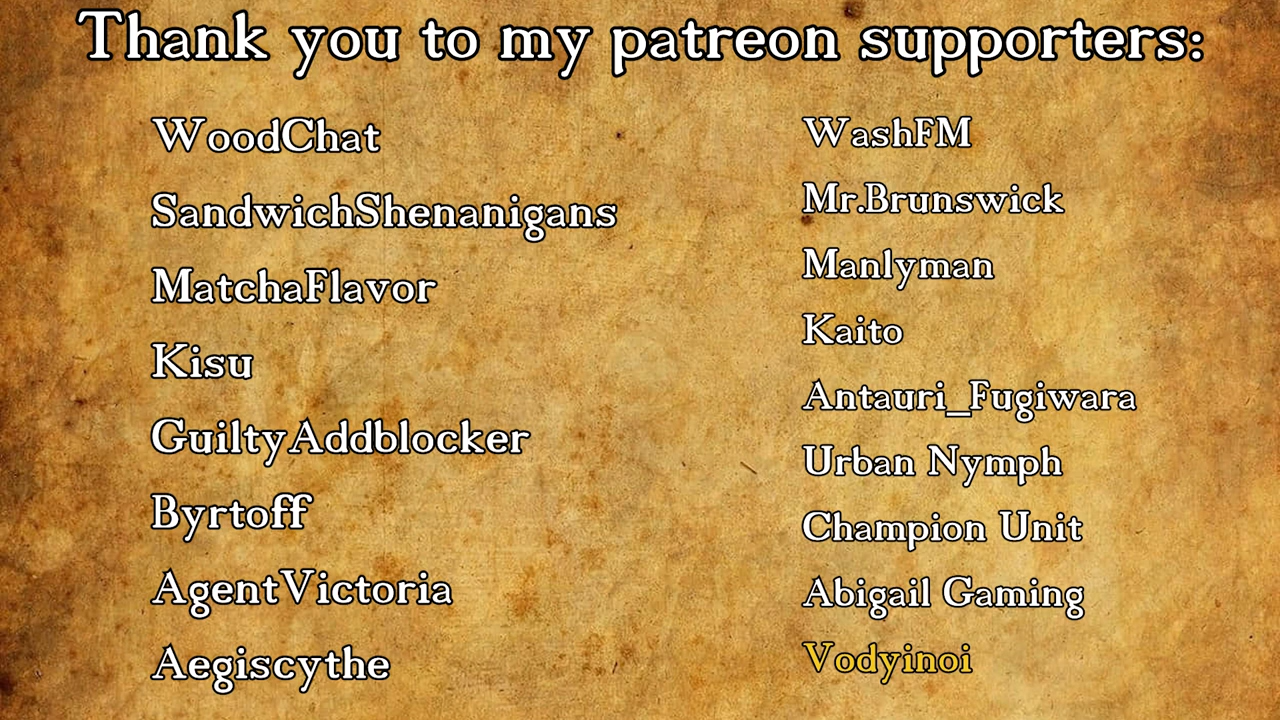 Thank you to my patreon supporters:
WoodChat
SandwichShenanigans
MatchaFlavor
Kisu
GuiltyAddblocker
Byrtoff
AgentVictoria
Aegiscythe
WashFM
Mr.Brunswick
Manlyman
Kaito
Antauri_Fugiwara
Urban Nymph
Champion Unit
Abigail Gaming
Vodyinoi